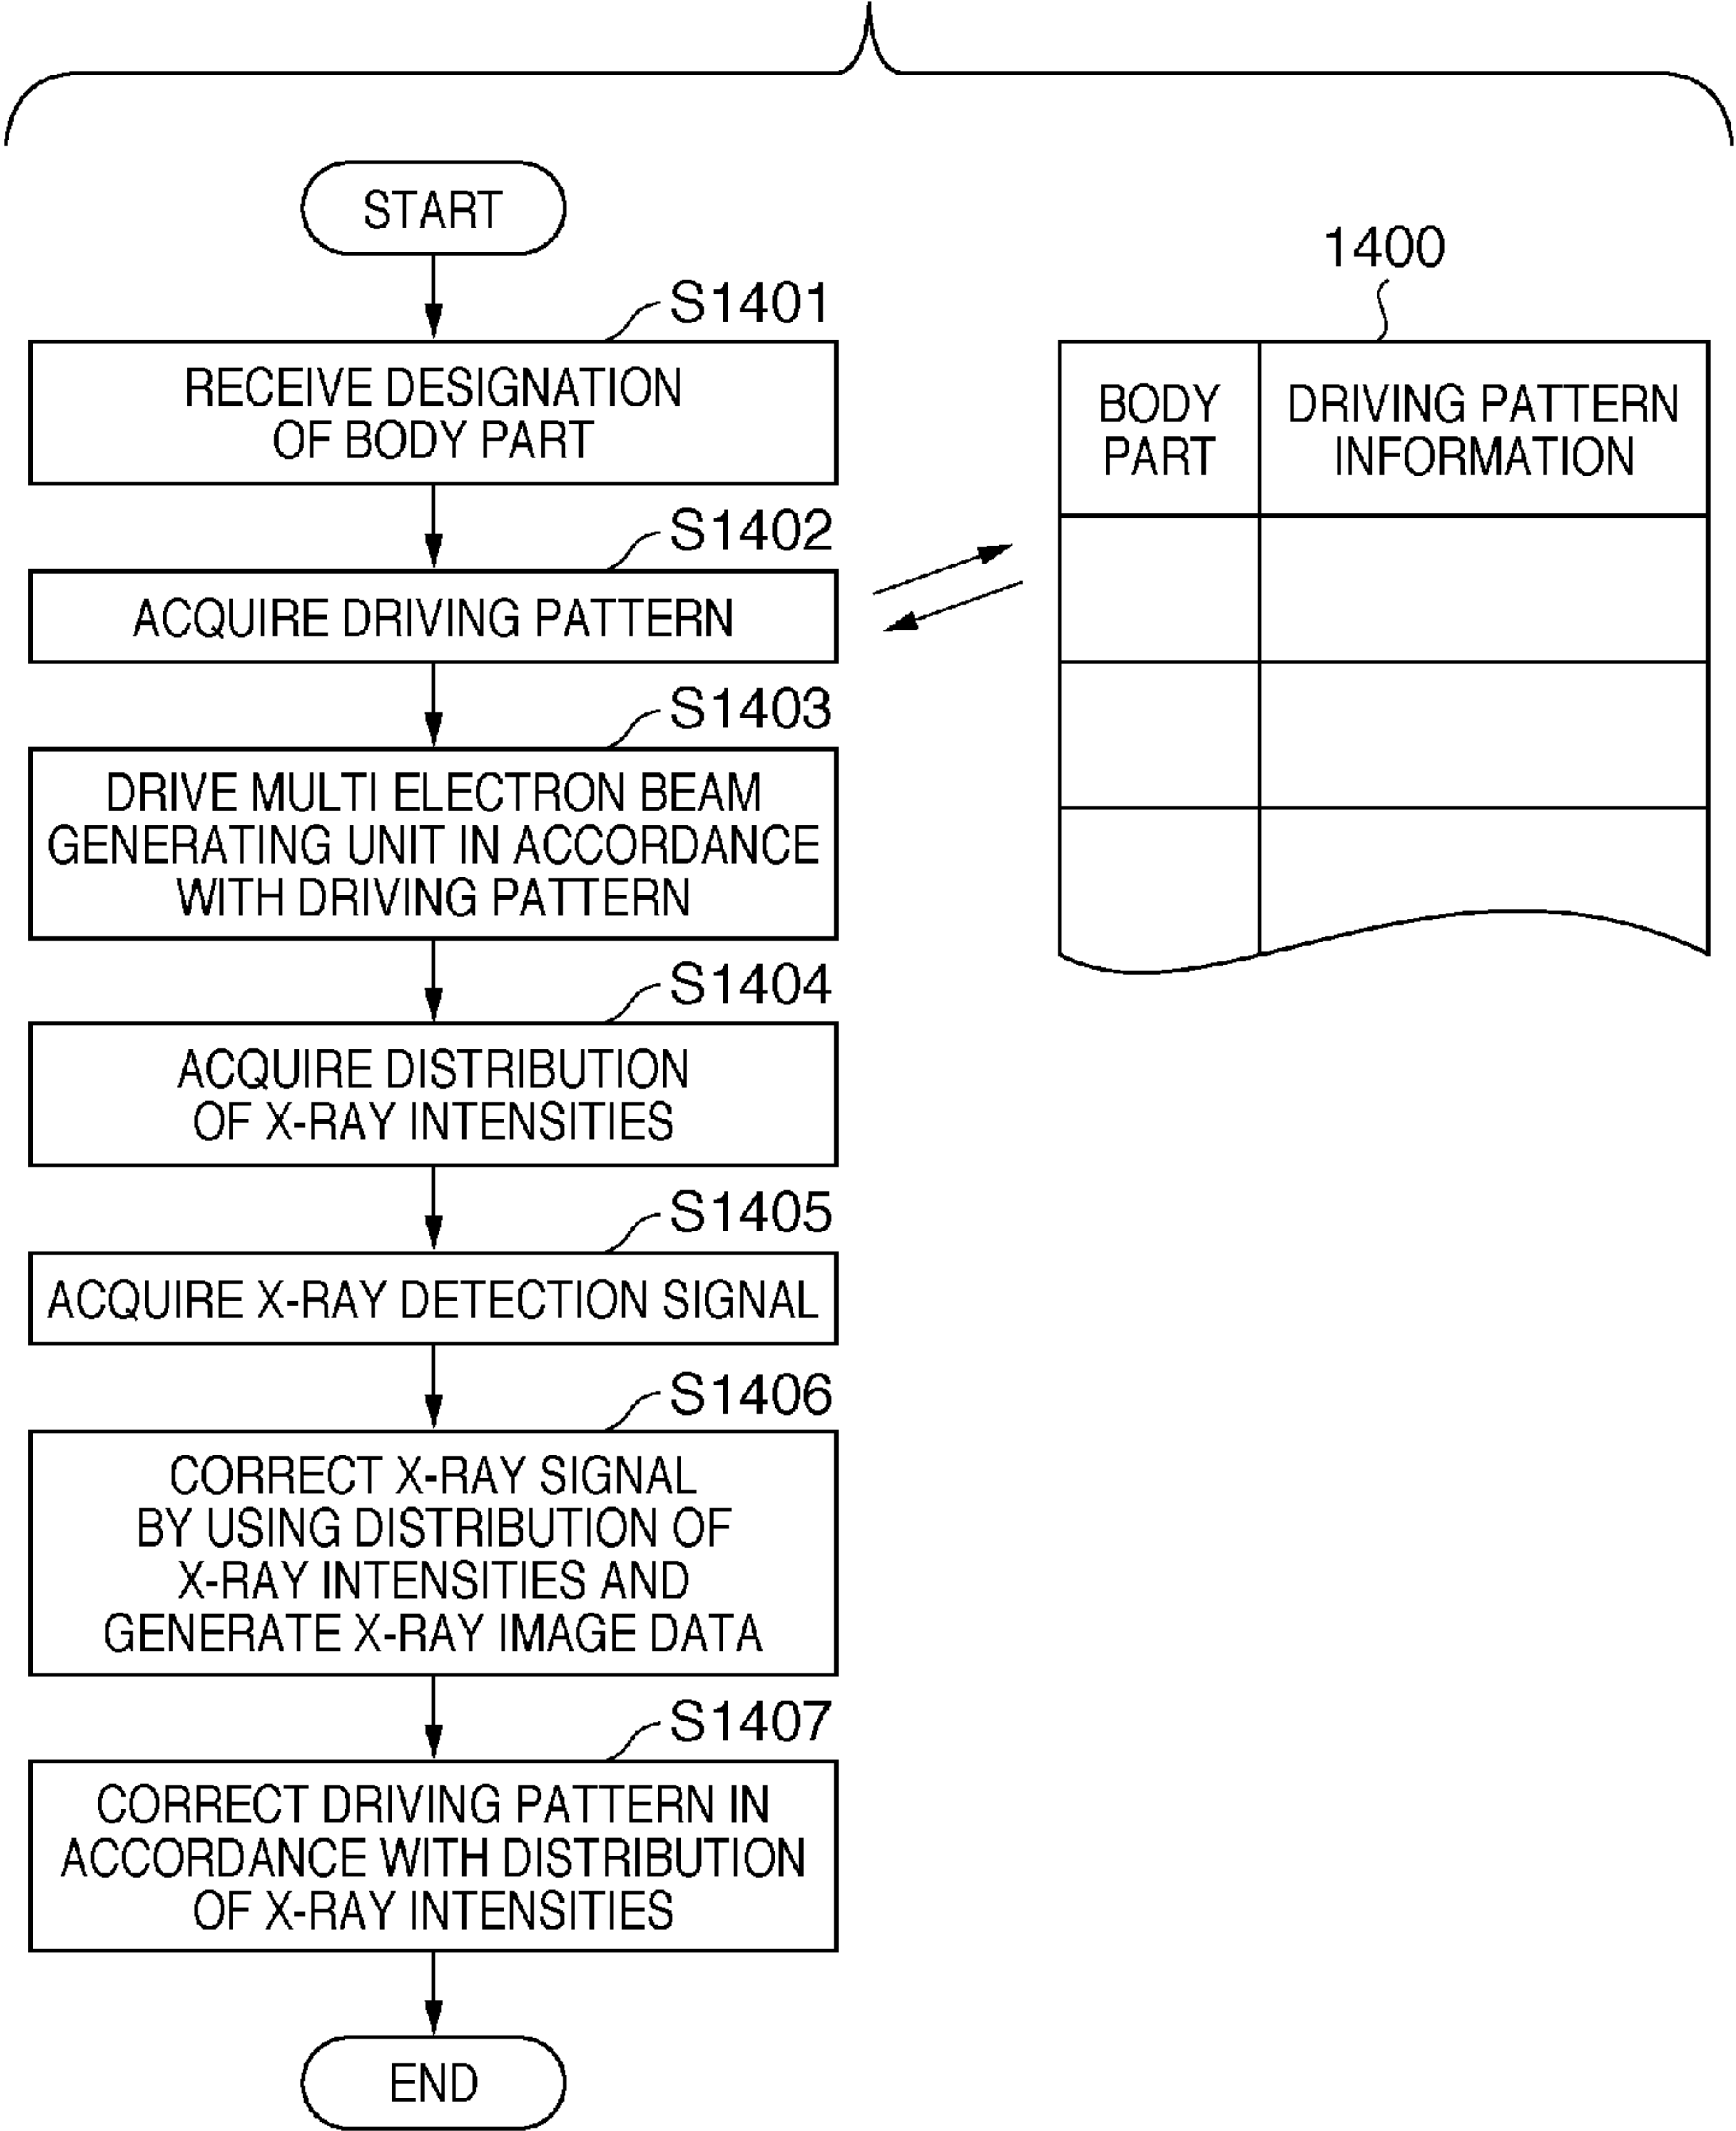 START
S1401
RECEIVE DESIGNATION
OF BODY PART
S1402
ACQUIRE DRIVING PATTERN
S1403
DRIVE MULTI ELECTRON BEAM
GENERATING UNIT IN ACCORDANCE
WITH DRIVING PATTERN
S1404
ACQUIRE DISTRIBUTION
OF X-RAY INTENSITIES
S1405
ACQUIRE X-RAY DETECTION SIGNAL
S1406
CORRECT X-RAY SIGNAL
BY USING DISTRIBUTION OF
X-RAY INTENSITIES AND
GENERATE X-RAY IMAGE DATA
S1407
CORRECT DRIVING PATTERN IN
ACCORDANCE WITH DISTRIBUTION
OF X-RAY INTENSITIES
END
1400
BODY
PART
DRIVING PATTERN
INFORMATION